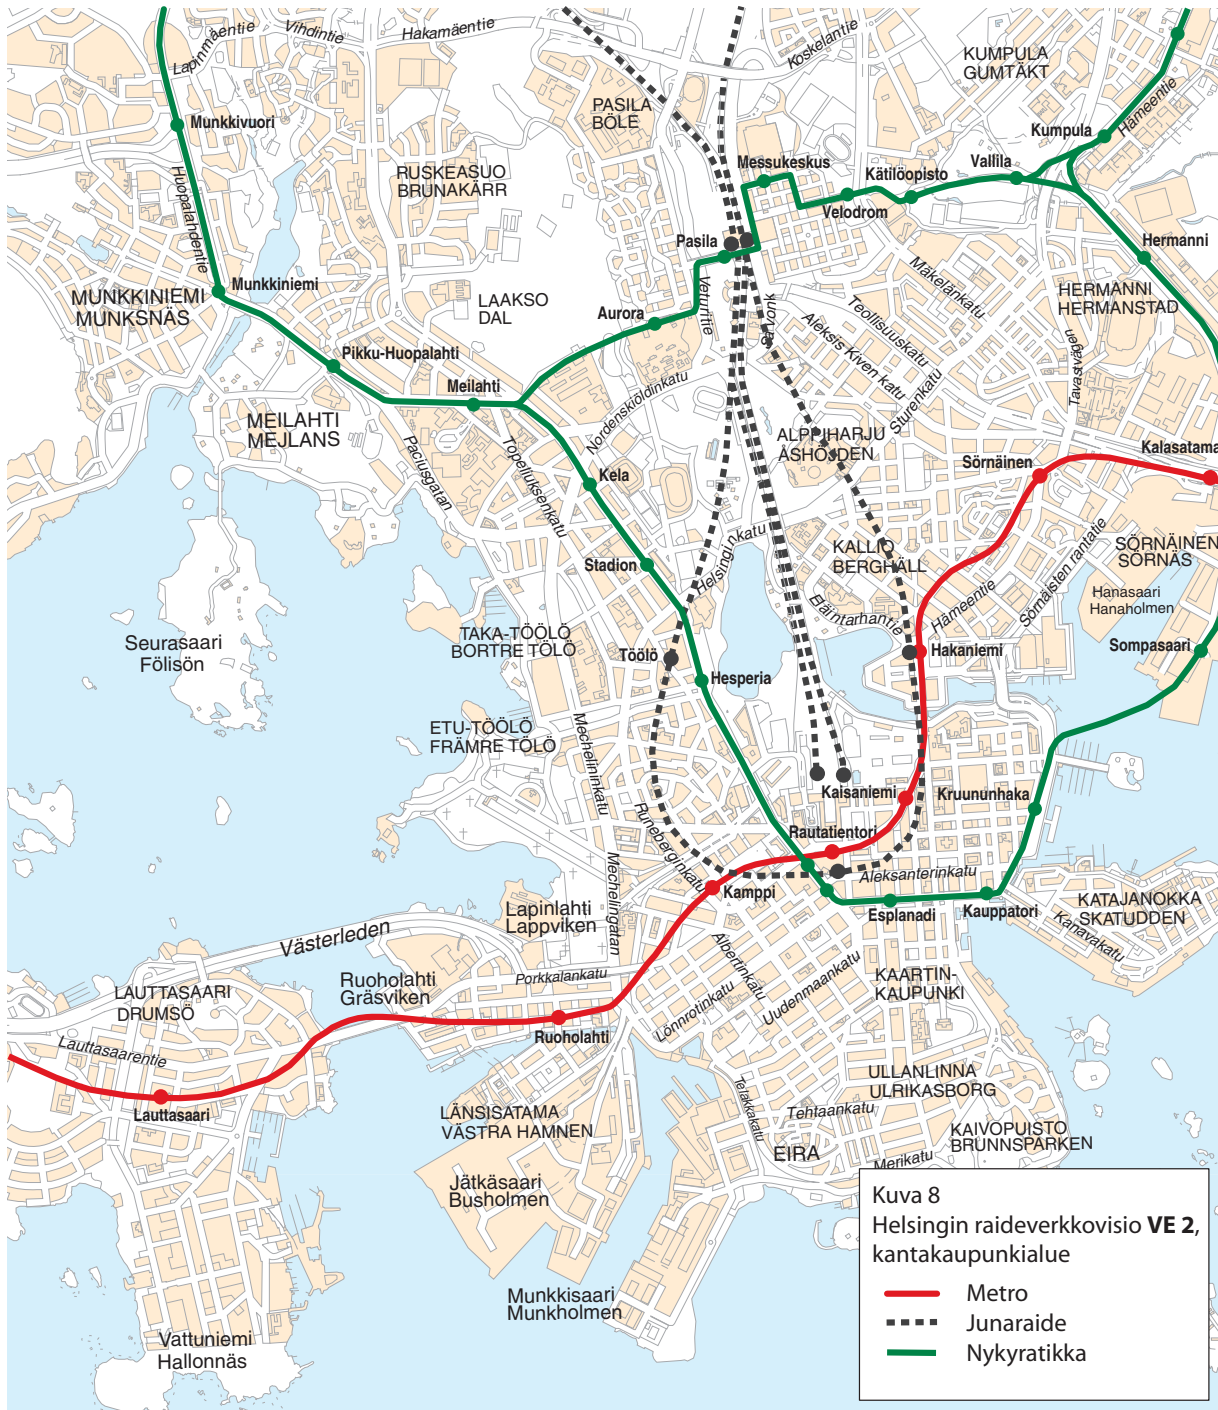 Lapinmäentie
Vihdintie
Hakamäentie
Koskelantie
KUMPULA
GUMTÄKT
Hämeentie
PASILA
BÖLE
Munkkivuori
Kumpula
Messukeskus
Vallila
Kätilöopisto
RUSKEASUO
BRUNAKÄRR
Huopalahdentie
Velodrom
Pasila
Hermanni
Mäkelänkatu
Munkkiniemi
MUNKKINIEMI
MUNKSNÄS
LAAKSO
DAL
Veturitie
HERMANNI
HERMANSTAD
Aurora
Teollisuuskatu
Aleksis Kiven katu
Sturenkatu
Tavastvägen
Pikku-Huopalahti
Meilahti
Nordenskiöldinkatu
MEILAHTI
MEJLANS
Paciusgatan
Topeliuksenkatu
ALPPIHARJU
ÅSHÖJDEN
Kalasatama
Sörnäinen
Kela
Helsinginkatu
KALLIO
BERGHÄLL
Sörnäisten rantatie
SÖRNÄINEN
SÖRNÄS
Stadion
Hanasaari
Hanaholmen
Eläintarhantie
Hämeentie
Seurasaari
Fölisön
TAKA-TÖÖLÖ
BORTRE TÖLÖ
Töölö
Hakaniemi
Sompasaari
Hesperia
ETU-TÖÖLÖ
FRÄMRE TÖLÖ
Mechelininkatu
Kaisaniemi
Kruununhaka
Runeberginkatu
Rautatientori
Mechelingatan
Aleksanterinkatu
Kamppi
Esplanadi
Kauppatori
KATAJANOKKA
SKATUDDEN
Kanavakatu
Lapinlahti
Lappviken
Västerleden
Albertinkatu
Uudenmaankatu
Porkkalankatu
Ruoholahti
Gräsviken
KAARTIN-
KAUPUNKI
LAUTTASAARI
DRUMSÖ
Lönnrotinkatu
Ruoholahti
Lauttasaarentie
ULLANLINNA
ULRIKASBORG
Telakkakatu
Lauttasaari
LÄNSISATAMA
VÄSTRA HAMNEN
Tehtaankatu
KAIVOPUISTO
BRUNNSPARKEN
EIRA
Merikatu
Jätkäsaari
Busholmen
Munkkisaari
Munkholmen
Vattuniemi
Hallonnäs
Kuva 8
Helsingin raideverkkovisio VE 2,
kantakaupunkialue
Metro
Junaraide
Nykyratikka